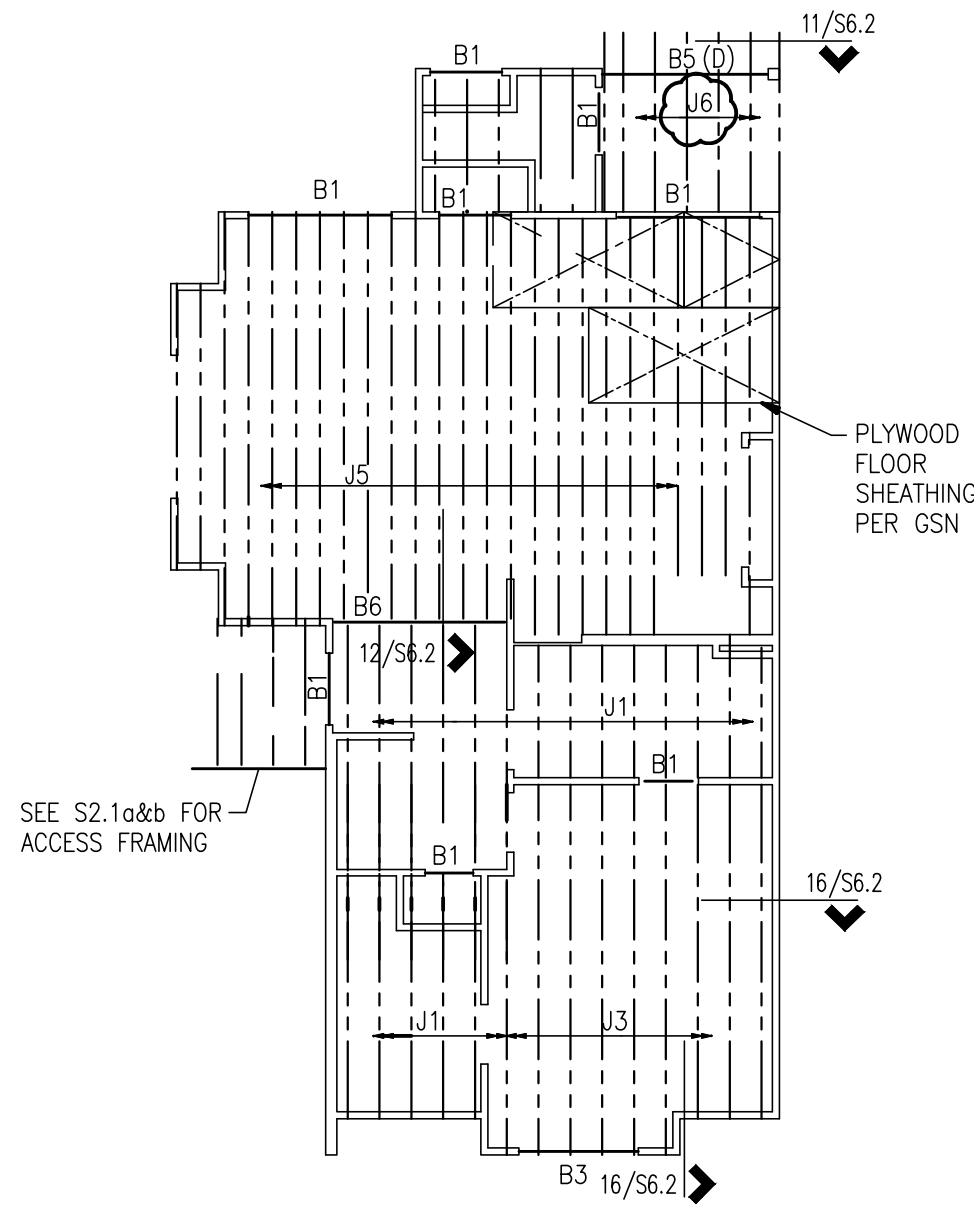 11/S6.2
B1
B5 (D)
J6
B1
B1
B1
B1
PLYWOOD
FLOOR
SHEATHING
PER GSN
J5
B6
12/S6.2
B1
J1
B1
SEE S2.1a&b FOR
ACCESS FRAMING
B1
16/S6.2
J1
J3
B3
16/S6.2